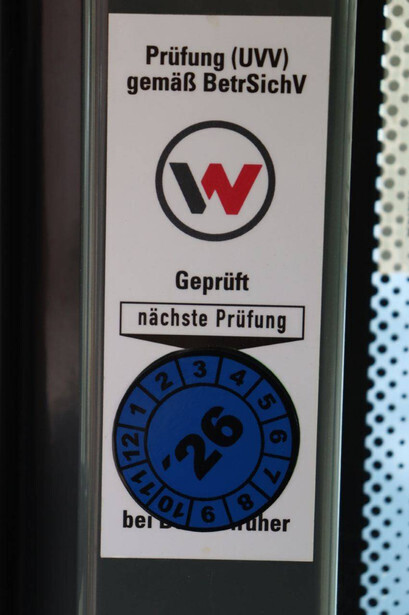 Prüfung (UVV)
gemäß BetrSichV
W
Geprüft
nächste Prüfung
1 2 3 4 5 6 7 8 9 10 11 12
'26
bei